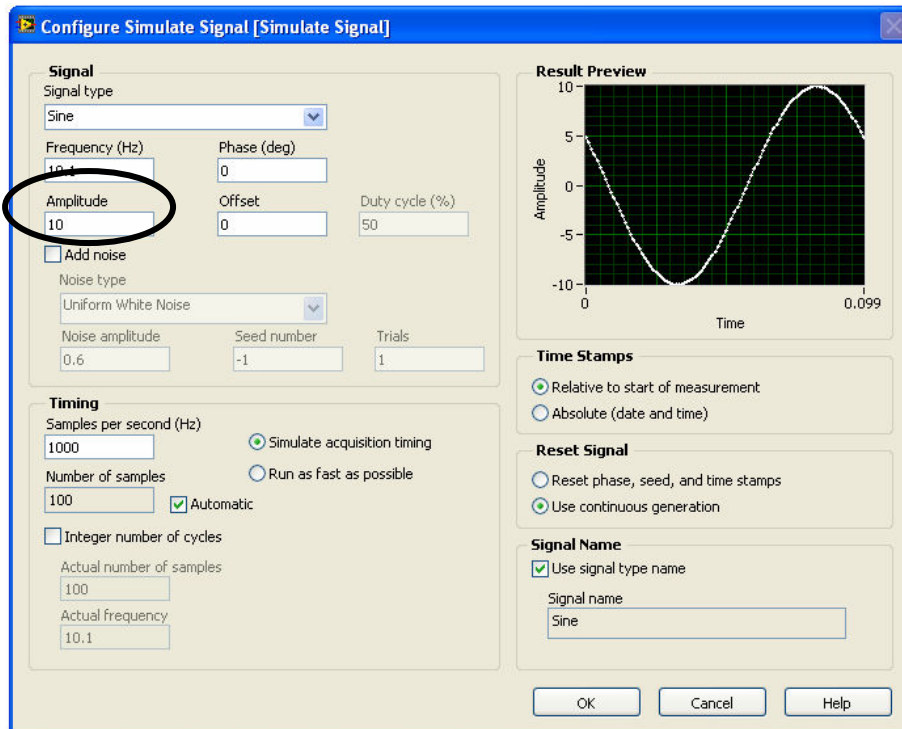 Configure Simulate Signal [Simulate Signal]
Signal
Signal type
Sine
Frequency (Hz)
Phase (deg)
10.1
0
Amplitude
Offset
Duty cycle (%)
10
0
50
Add noise
Noise type
Uniform White Noise
Noise amplitude
Seed number
Trials
0.6
-1
1
Timing
Samples per second (Hz)
1000
Simulate acquisition timing
Run as fast as possible
Number of samples
100
Automatic
Integer number of cycles
Actual number of samples
100
Actual frequency
10.1
Result Preview
10
5
0
-5
-10
Amplitude
0
0.099
Time
Time Stamps
Relative to start of measurement
Absolute (date and time)
Reset Signal
Reset phase, seed, and time stamps
Use continuous generation
Signal Name
Use signal type name
Signal name
Sine
OK
Cancel
Help